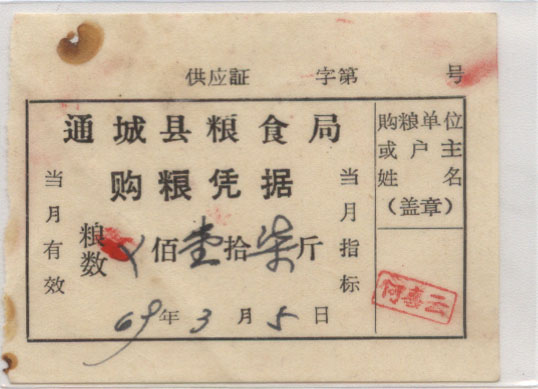 供应証 字第 号
通城县粮食局
购粮凭据
当月有效
粮数 佰壹拾柒斤
当月指标
69年3月5日
购粮单位
或户主
姓名
(盖章)
何喜云